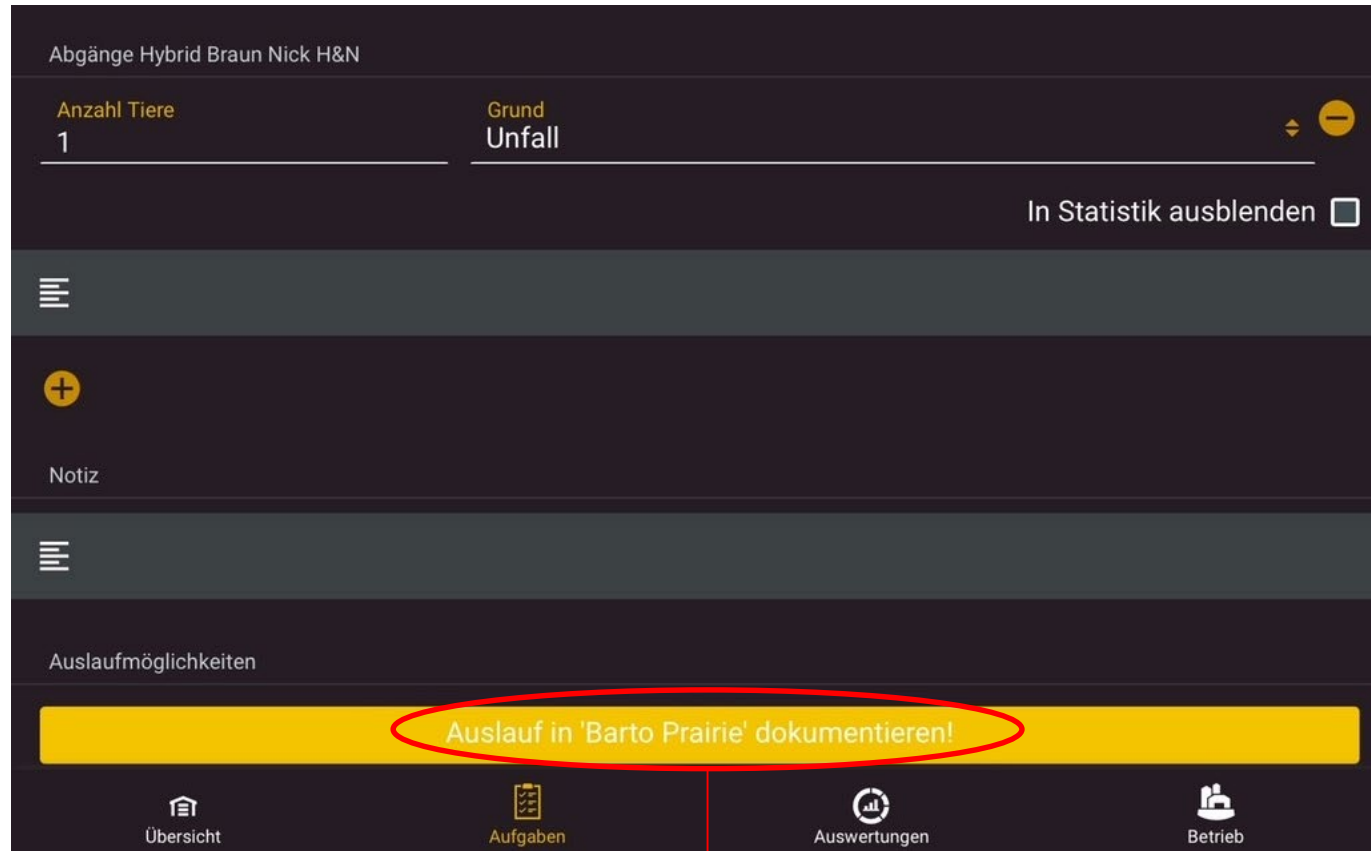 Abgänge Hybrid Braun Nick H&N
Anzahl Tiere
1
Grund
Unfall
In Statistik ausblenden
Notiz
Auslaufmöglichkeiten
Auslauf in 'Barto Prairie' dokumentieren!
Übersicht
Aufgaben
Auswertungen
Betrieb